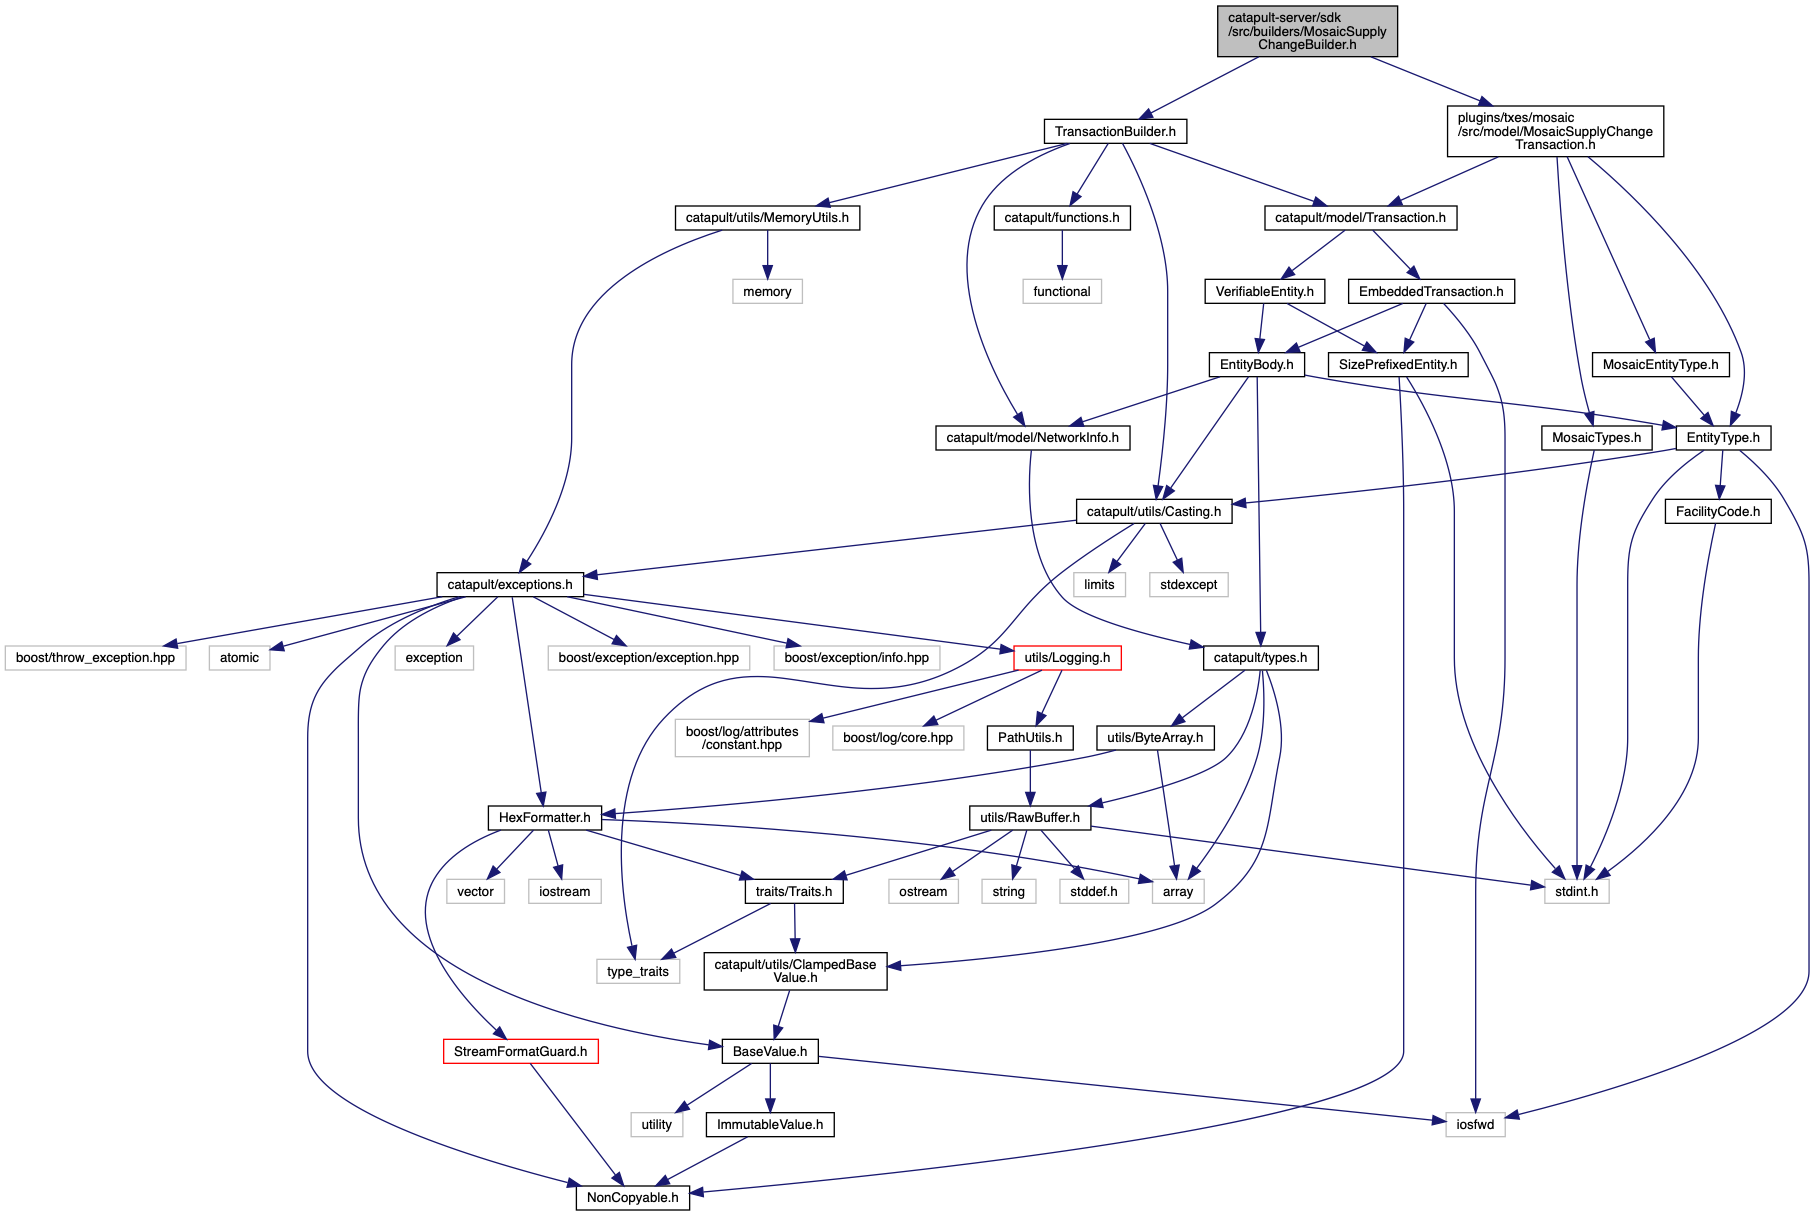 catapult-server/sdk
/src/builders/MosaicSupply
ChangeBuilder.h
TransactionBuilder.h
plugins/txes/mosaic
/src/model/MosaicSupplyChange
Transaction.h
catapult/utils/MemoryUtils.h
catapult/functions.h
catapult/model/Transaction.h
memory
functional
VerifiableEntity.h
EmbeddedTransaction.h
EntityBody.h
SizePrefixedEntity.h
MosaicEntityType.h
catapult/model/NetworkInfo.h
MosaicTypes.h
EntityType.h
catapult/utils/Casting.h
FacilityCode.h
catapult/exceptions.h
limits
stdexcept
boost/throw_exception.hpp
atomic
exception
boost/exception/exception.hpp
boost/exception/info.hpp
utils/Logging.h
catapult/types.h
boost/log/attributes
/constant.hpp
boost/log/core.hpp
PathUtils.h
utils/ByteArray.h
HexFormatter.h
utils/RawBuffer.h
vector
iostream
traits/Traits.h
ostream
string
stddef.h
array
stdint.h
type_traits
catapult/utils/ClampedBase
Value.h
StreamFormatGuard.h
BaseValue.h
utility
ImmutableValue.h
iosfwd
NonCopyable.h